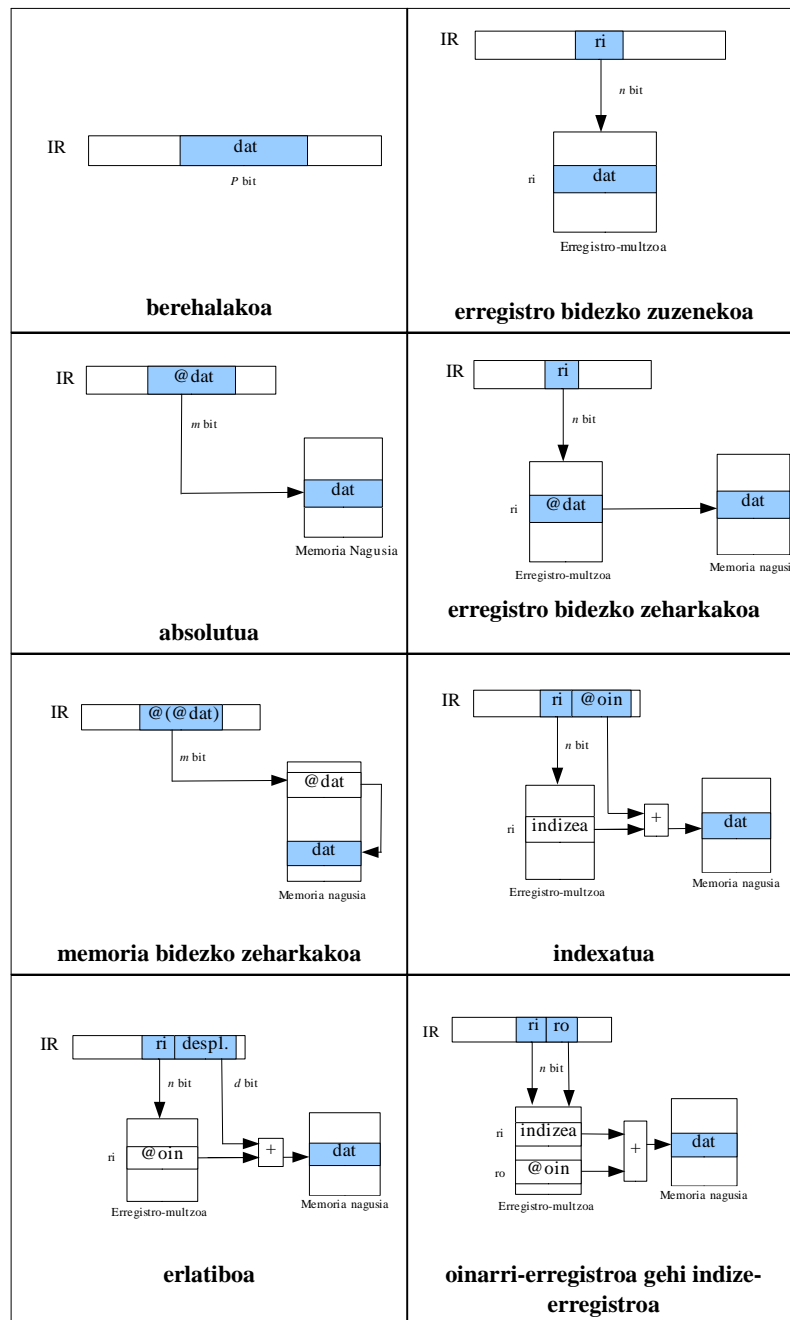 IR
dat
P bit
berehalakoa
IR
ri
n bit
ri
dat
Erregistro-multzoa
erregistro bidezko zuzenekoa
IR
@dat
m bit
dat
Memoria Nagusia
absolutua
IR
ri
n bit
ri
@dat
dat
Erregistro-multzoa
Memoria nagusia
erregistro bidezko zeharkakoa
IR
@(@dat)
m bit
@dat
dat
Memoria nagusia
memoria bidezko zeharkakoa
IR
ri @oin
n bit
ri
indizea
+
dat
Erregistro-multzoa
Memoria nagusia
indexatua
IR
ri despl.
n bit
d bit
ri
@oin
+
dat
Erregistro-multzoa
Memoria nagusia
erlatiboa
IR
ri ro
n bit
ri
indizea
+
dat
ro
@oin
Erregistro-multzoa
Memoria nagusia
oinarri-erregistroa gehi indize-
erregistroa